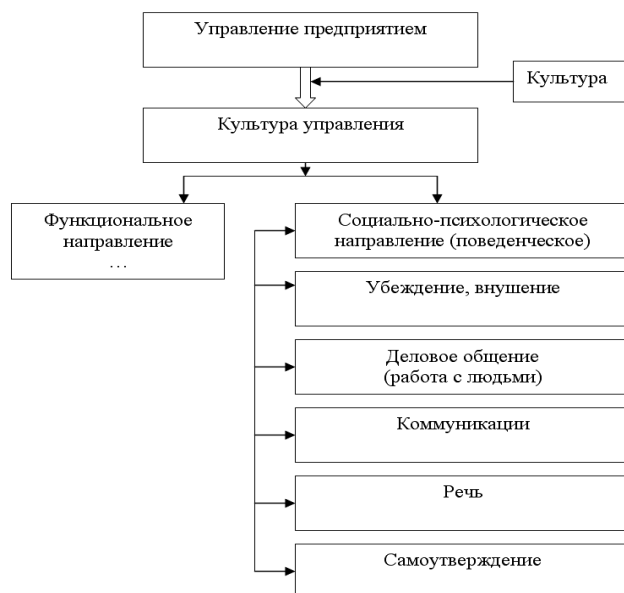 Управление предприятием
Культура
Культура управления
Функциональное
направление
…
Социально-психологическое
направление (поведенческое)
Убеждение, внушение
Деловое общение
(работа с людьми)
Коммуникации
Речь
Самоутверждение